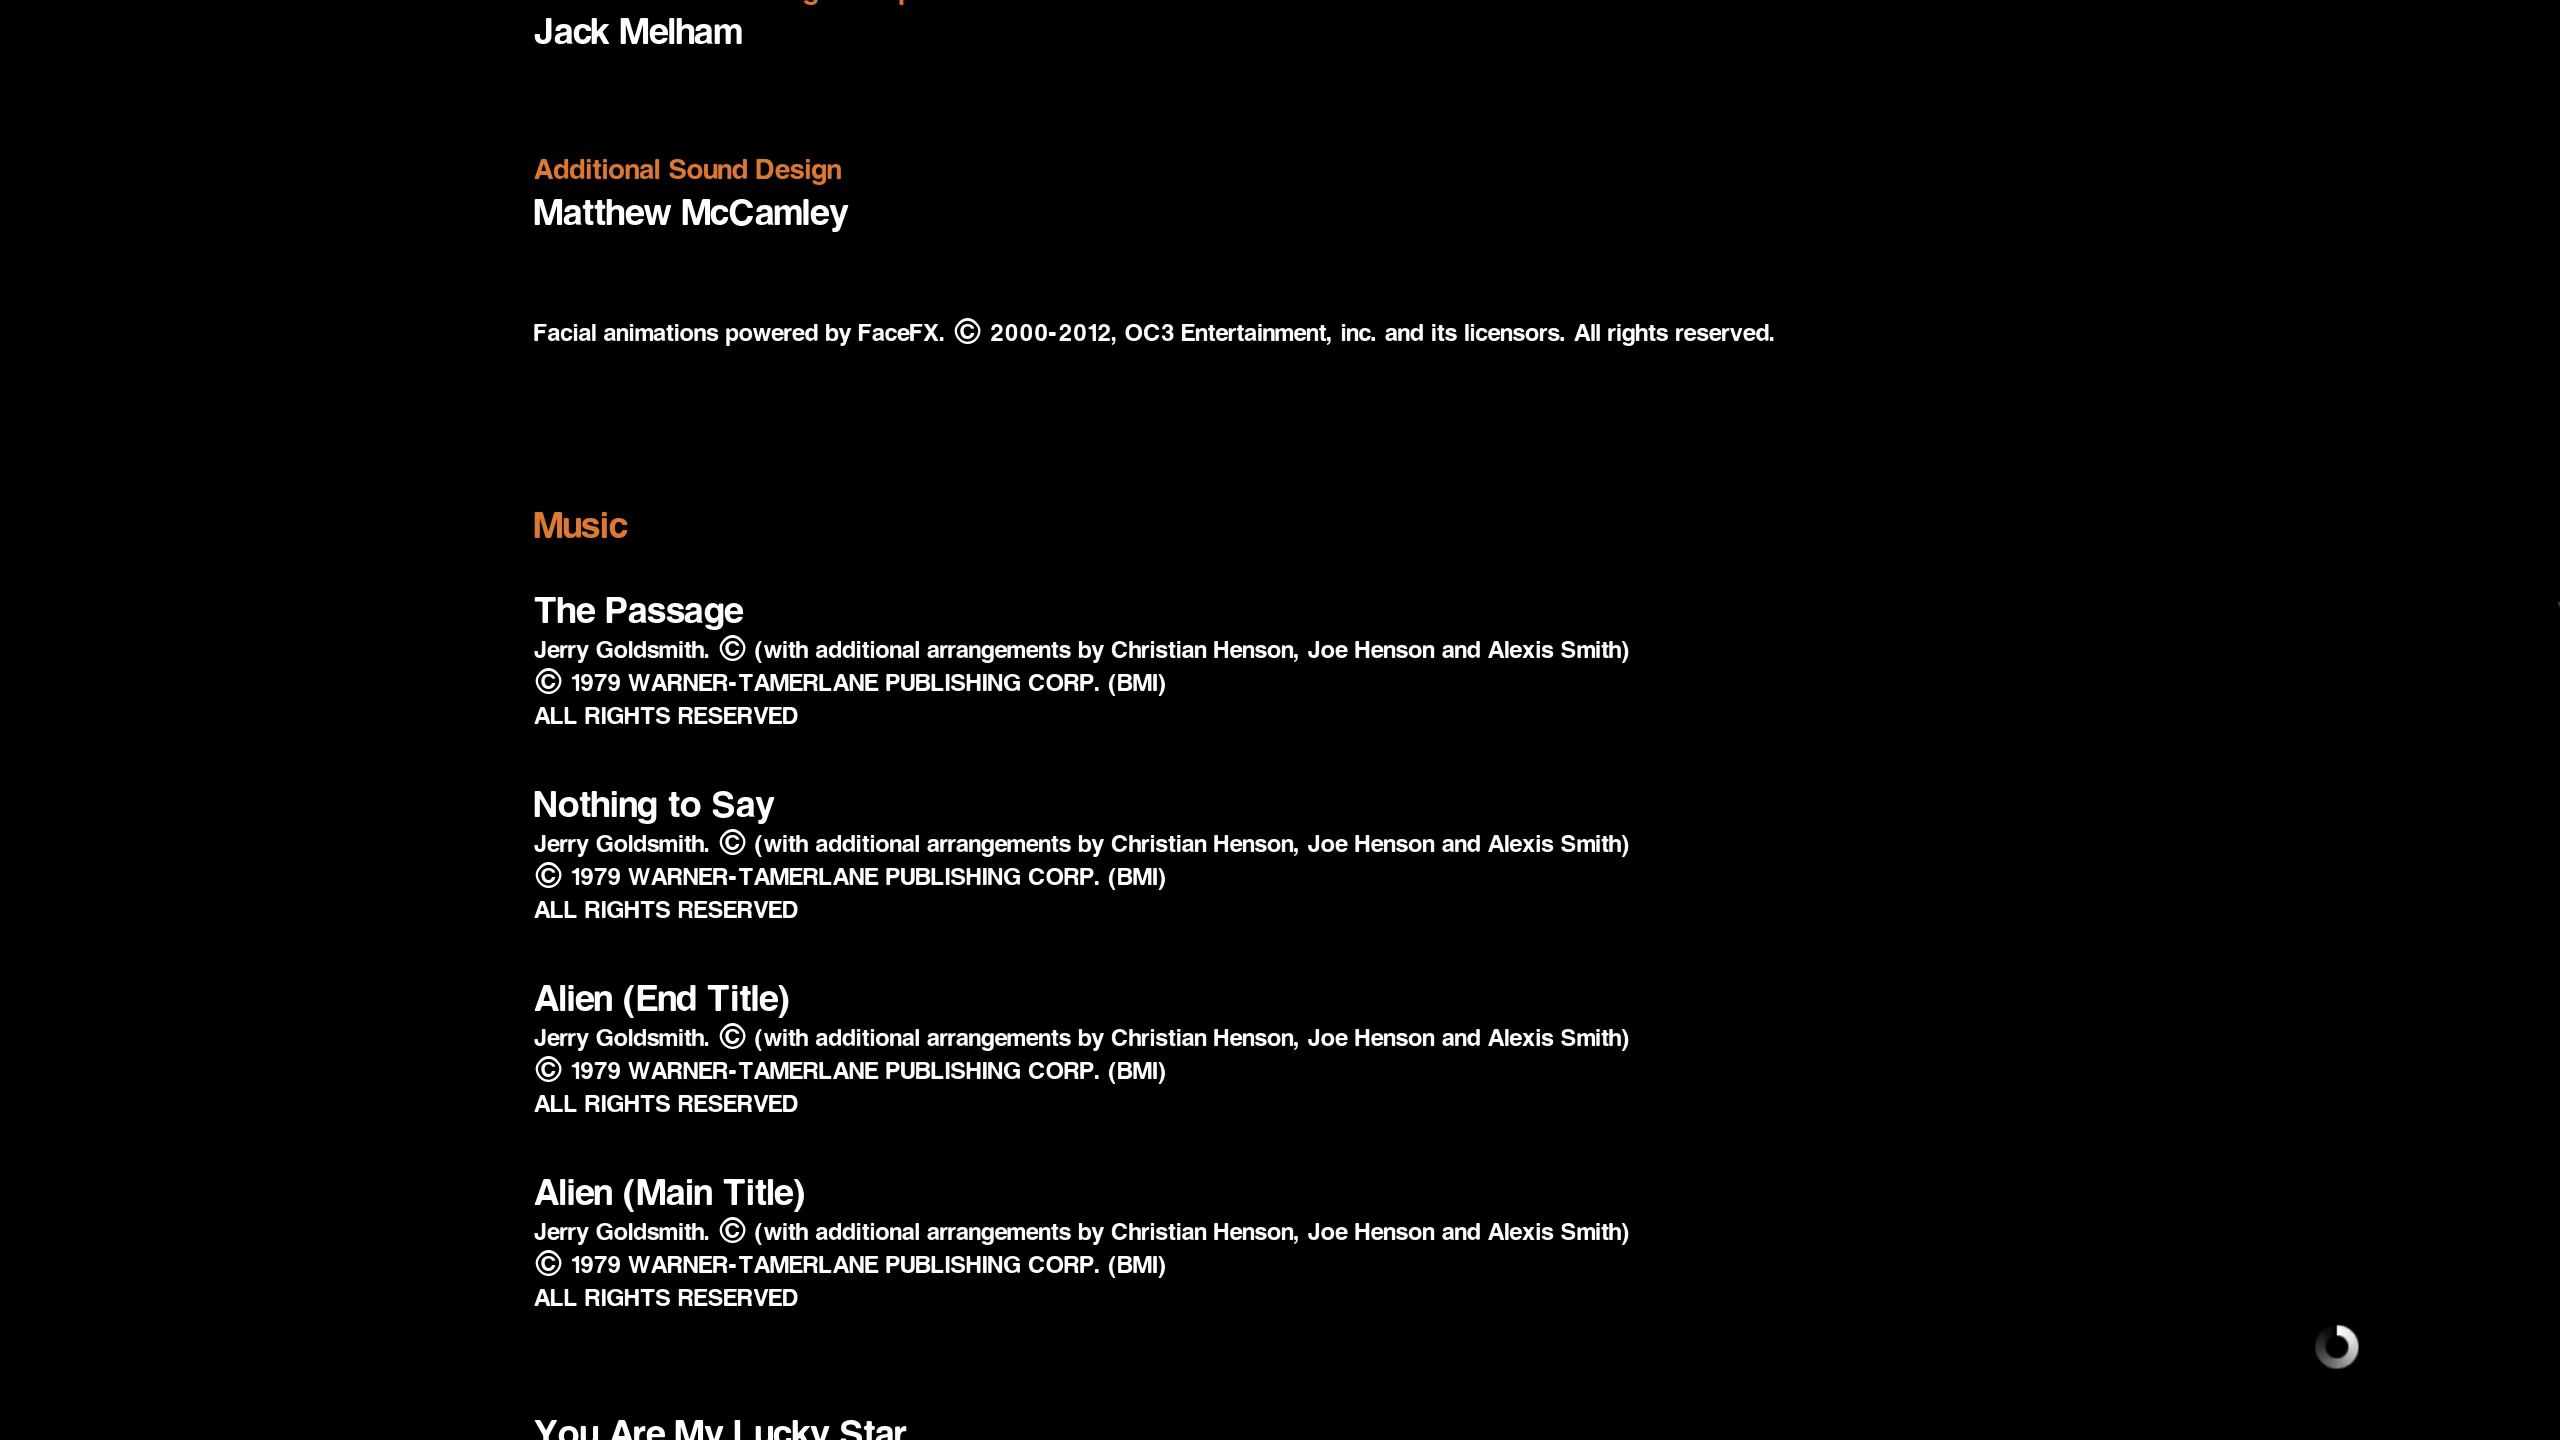 Jack Melham
Additional Sound Design
Matthew McCamley
Facial animations powered by FaceFX. © 2000-2012, OC3 Entertainment, inc. and its licensors. All rights reserved.
Music
The Passage
Jerry Goldsmith. © (with additional arrangements by Christian Henson, Joe Henson and Alexis Smith)
© 1979 WARNER-TAMERLANE PUBLISHING CORP. (BMI)
ALL RIGHTS RESERVED
Nothing to Say
Jerry Goldsmith. © (with additional arrangements by Christian Henson, Joe Henson and Alexis Smith)
© 1979 WARNER-TAMERLANE PUBLISHING CORP. (BMI)
ALL RIGHTS RESERVED
Alien (End Title)
Jerry Goldsmith. © (with additional arrangements by Christian Henson, Joe Henson and Alexis Smith)
© 1979 WARNER-TAMERLANE PUBLISHING CORP. (BMI)
ALL RIGHTS RESERVED
Alien (Main Title)
Jerry Goldsmith. © (with additional arrangements by Christian Henson, Joe Henson and Alexis Smith)
© 1979 WARNER-TAMERLANE PUBLISHING CORP. (BMI)
ALL RIGHTS RESERVED
You Are My Lucky Star